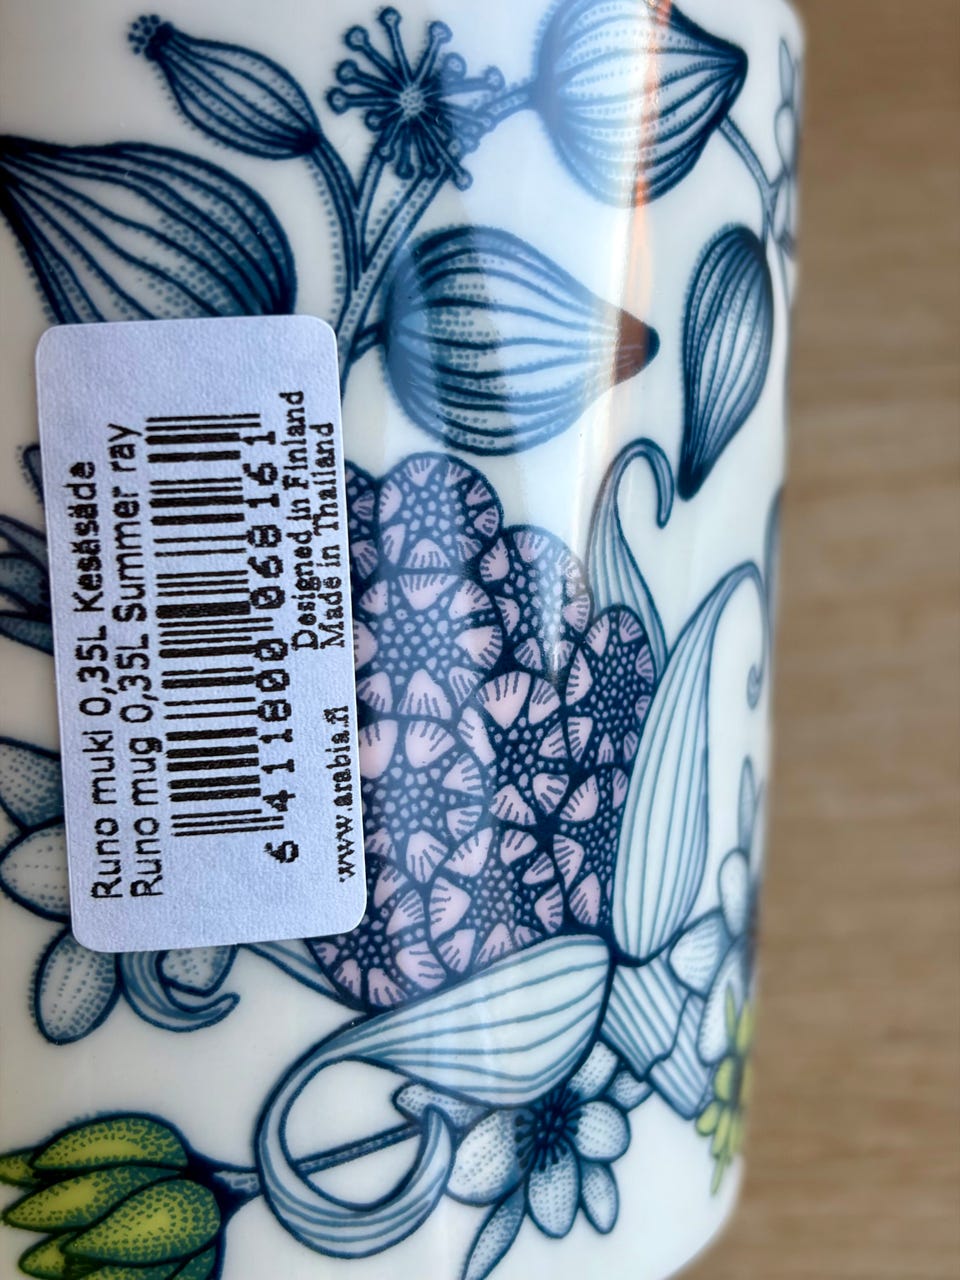 Runo muki 0,35L Kesäsäde
Runo mug 0,35L Summer ray
6 411800 068161
Designed in Finland
Made in Thailand
www.arabia.fi